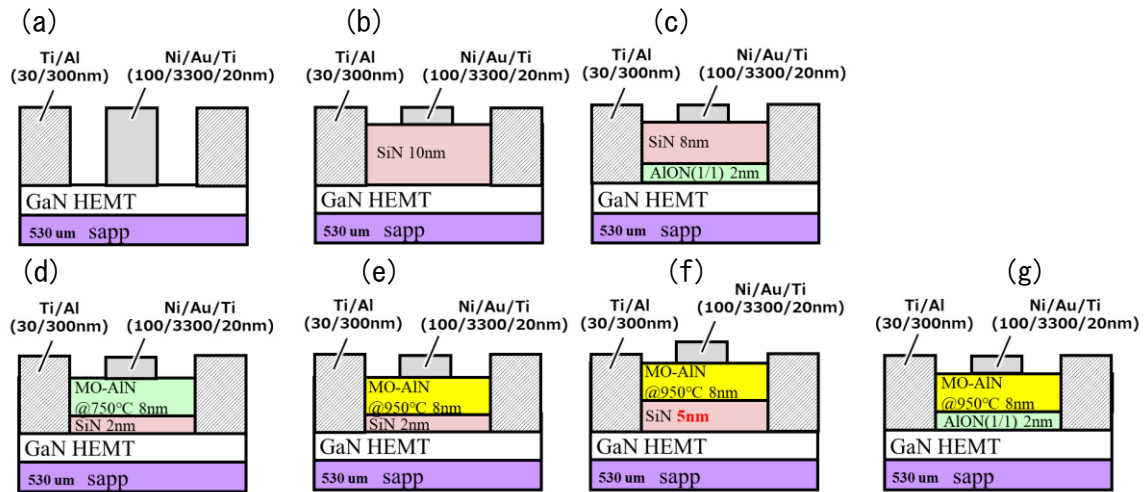 (a)
Ti/Al
(30/300nm)
Ni/Au/Ti
(100/3300/20nm)
GaN HEMT
530 um sapp
(b)
Ti/Al
(30/300nm)
Ni/Au/Ti
(100/3300/20nm)
SiN 10nm
GaN HEMT
530 um sapp
(c)
Ti/Al
(30/300nm)
Ni/Au/Ti
(100/3300/20nm)
SiN 8nm
AlON(1/1) 2nm
GaN HEMT
530 um sapp
(d)
Ti/Al
(30/300nm)
Ni/Au/Ti
(100/3300/20nm)
MO-AlN
@750℃ 8nm
SiN 2nm
GaN HEMT
530 um sapp
(e)
Ti/Al
(30/300nm)
Ni/Au/Ti
(100/3300/20nm)
MO-AlN
@950℃ 8nm
SiN 2nm
GaN HEMT
530 um sapp
(f)
Ti/Al
(30/300nm)
Ni/Au/Ti
(100/3300/20nm)
MO-AlN
@950℃ 8nm
SiN 5nm
GaN HEMT
530 um sapp
(g)
Ti/Al
(30/300nm)
Ni/Au/Ti
(100/3300/20nm)
MO-AlN
@950℃ 8nm
AlON(1/1) 2nm
GaN HEMT
530 um sapp